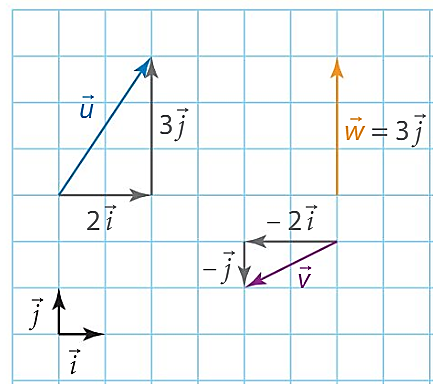 u⃗
3j⃗
w⃗ = 3j⃗
2i⃗
− 2i⃗
−j⃗
v⃗
j⃗
i⃗